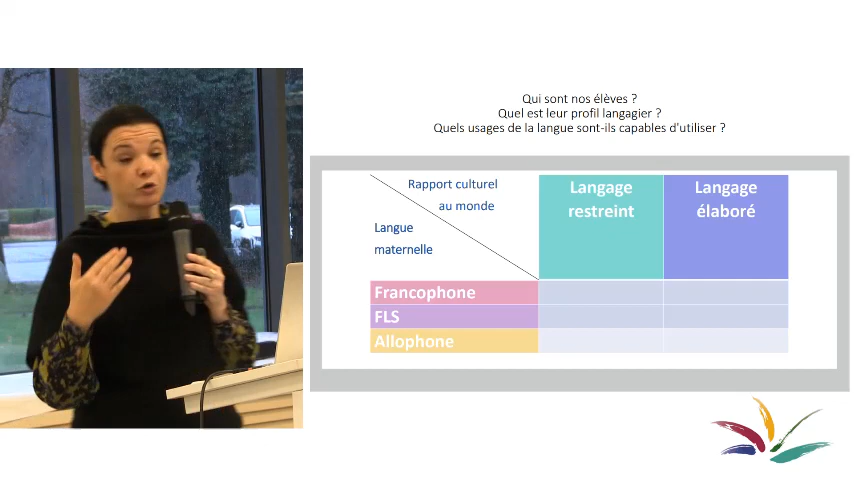 Qui sont nos élèves ?
Quel est leur profil langagier ?
Quels usages de la langue sont-ils capables d'utiliser ?
Rapport culturel
au monde
Langue
maternelle
Langage
restreint
Langage
élaboré
Francophone
FLS
Allophone